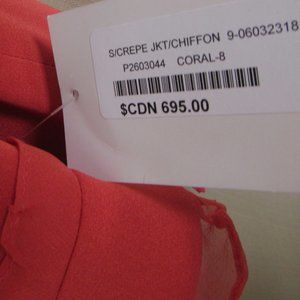 S/CREPE JKT/CHIFFON 9-06032318
P2603044 CORAL-8
$CDN 695.00